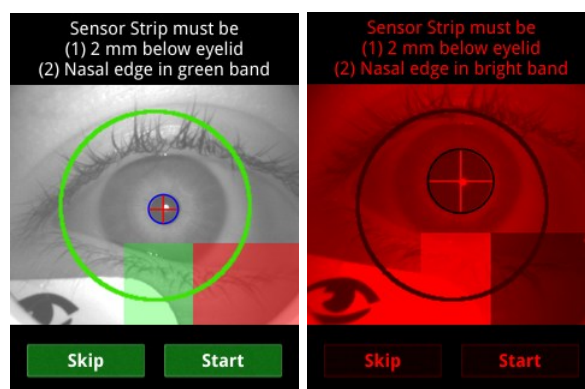 Sensor Strip must be
(1) 2 mm below eyelid
(2) Nasal edge in green band
Skip
Start
Sensor Strip must be
(1) 2 mm below eyelid
(2) Nasal edge in bright band
Skip
Start